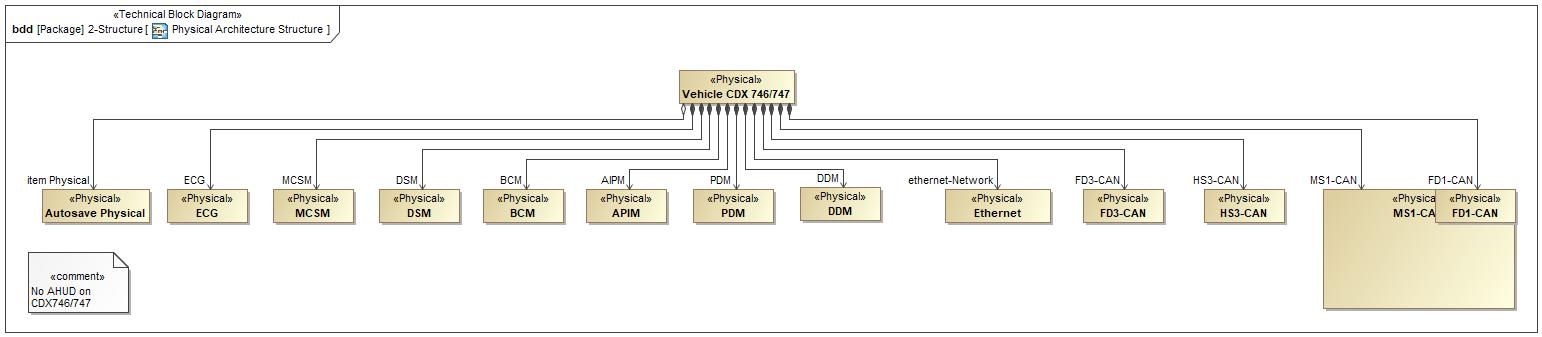 «Technical Block Diagram»
bdd [Package] 2-Structure [ Physical Architecture Structure ]
«Physical»
Vehicle CDX 746/747
item Physical
ECG
MCSM
DSM
BCM
AIPM
PDM
DDM
ethernet-Network
FD3-CAN
HS3-CAN
MS1-CAN
FD1-CAN
«Physical»
Autosave Physical
«Physical»
ECG
«Physical»
MCSM
«Physical»
DSM
«Physical»
BCM
«Physical»
APIM
«Physical»
PDM
«Physical»
DDM
«Physical»
Ethernet
«Physical»
FD3-CAN
«Physical»
HS3-CAN
«Physica
MS1-CA
«Physical»
FD1-CAN
«comment»
No AHUD on
CDX746/747